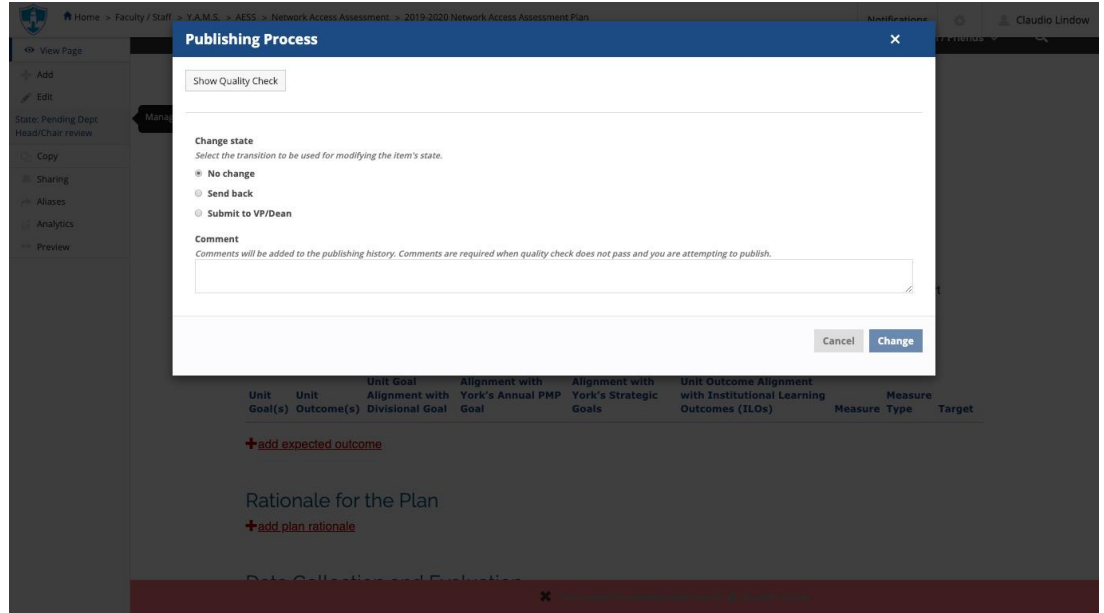 Home > Faculty / Staff > Y.A.M.S. > AESS > Network Access Assessment > 2019-2020 Network Access Assessment Plan
Notifications
Claudio Lindow
View Page
Add
Edit
State: Pending Dept
Head/Chair review
Copy
Sharing
Aliases
Analytics
Preview
Manag
/ Friends
Publishing Process
Show Quality Check
Change state
Select the transition to be used for modifying the item's state.
No change
Send back
Submit to VP/Dean
Comment
Comments will be added to the publishing history. Comments are required when quality check does not pass and you are attempting to publish.
Cancel
Change
Unit Goal Alignment with Alignment with Unit Outcome Alignment
Unit Unit Alignment with York's Annual PMP York's Strategic with Institutional Learning Measure
Goal(s) Outcome(s) Divisional Goal Goal Goals Outcomes (ILOs) Measure Type Target
add expected outcome
Rationale for the Plan
add plan rationale
Data Collection and Evaluation